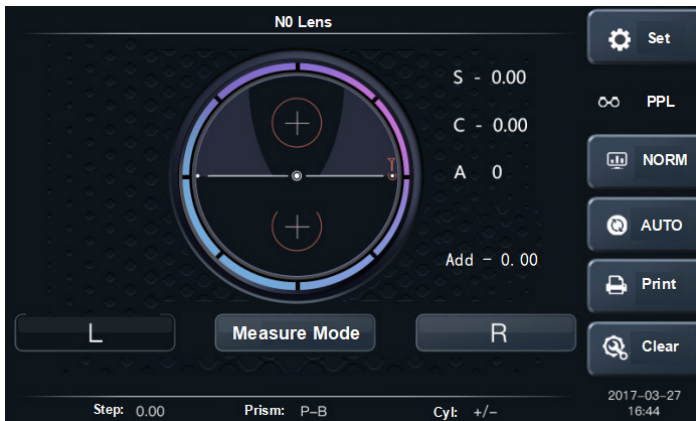 N0 Lens
Set
S - 0.00
PPL
C - 0.00
NORM
A 0
AUTO
Add - 0.00
Print
L
Measure Mode
R
Clear
2017-03-27
16:44
Step: 0.00
Prism: P-B
Cyl: +/-